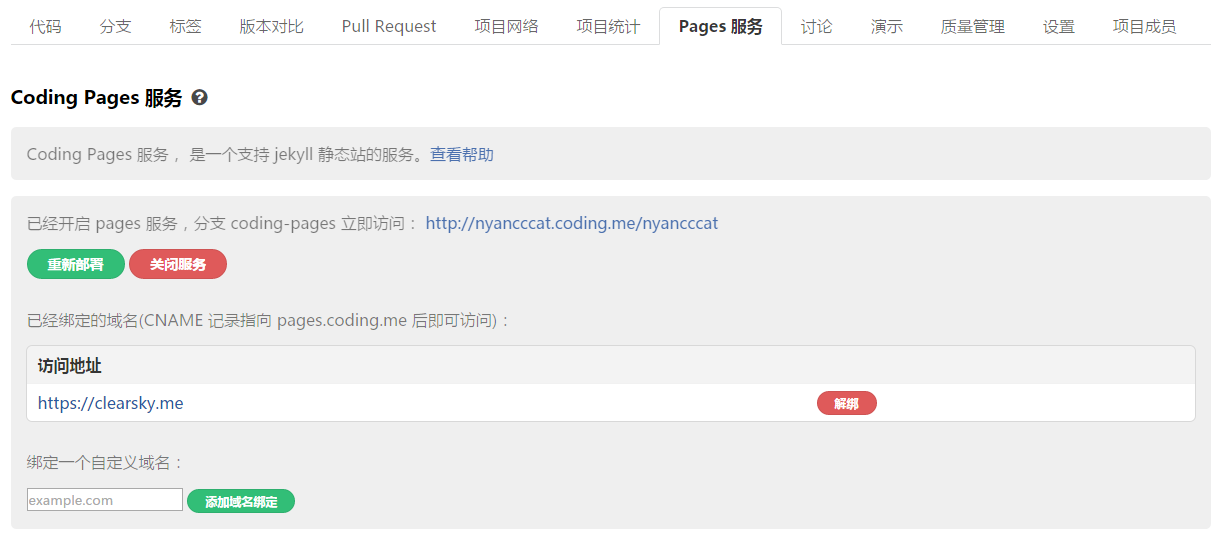 代码 分支 标签 版本对比 Pull Request 项目网络 项目统计 Pages 服务 讨论 演示 质量管理 设置 项目成员
Coding Pages 服务 ?
Coding Pages 服务 ，是一个支持 jekyll 静态站的服务。查看帮助
已经开启 pages 服务，分支 coding-pages 立即访问： http://nyancccat.coding.me/nyancccat
重新部署 关闭服务
已经绑定的域名(CNAME 记录指向 pages.coding.me 后即可访问)：
访问地址
https://clearsky.me 解绑
绑定一个自定义域名：
example.com 添加域名绑定